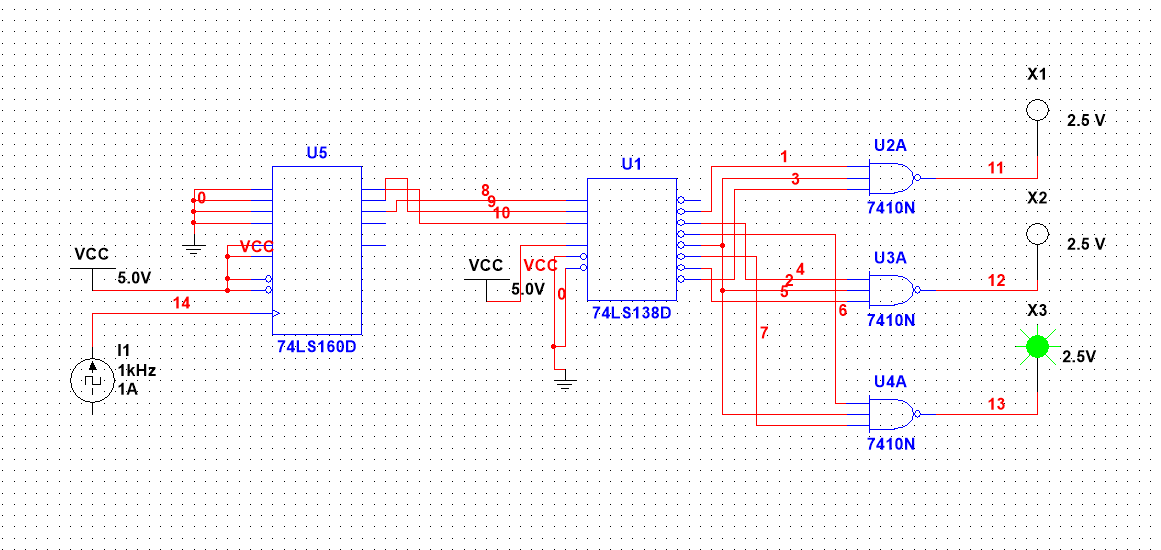 X1
2.5 V
U2A
7410N
1
3
11
U5
U1
X2
2.5 V
0
8
9
10
VCC
VCC
5.0V
14
VCC
VCC
5.0V
0
74LS160D
74LS138D
U3A
7410N
4
2
5
6
7
12
X3
2.5V
I1
1kHz
1A
U4A
7410N
13